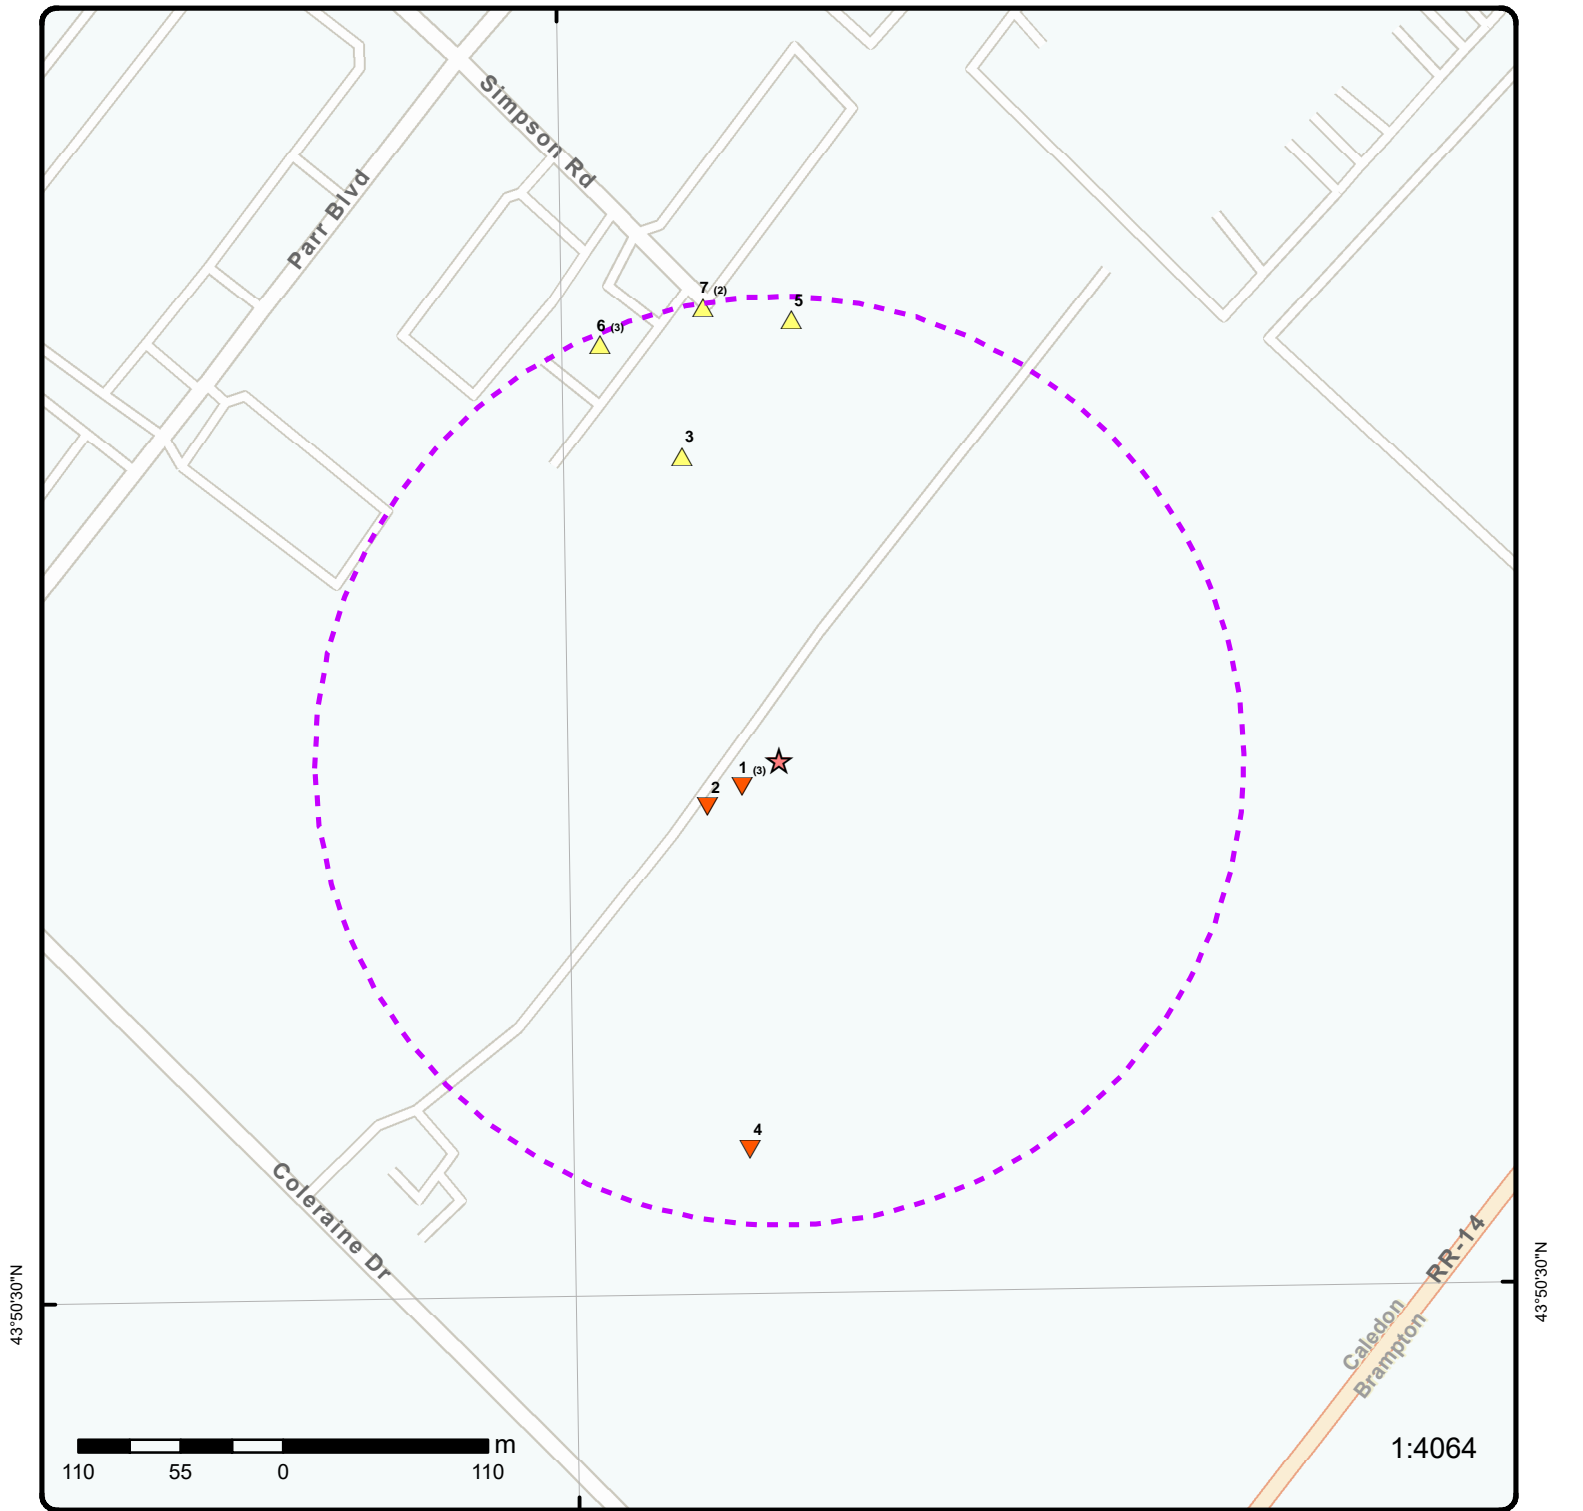 Simpson Rd
Parr Blvd
7 (2)
5
6 (3)
3
1 (3)
2
4
Coleraine Dr
RR-14
Caledon
Brampton
43°50'30"N
43°50'30"N
m
110 55 0 110
1:4064